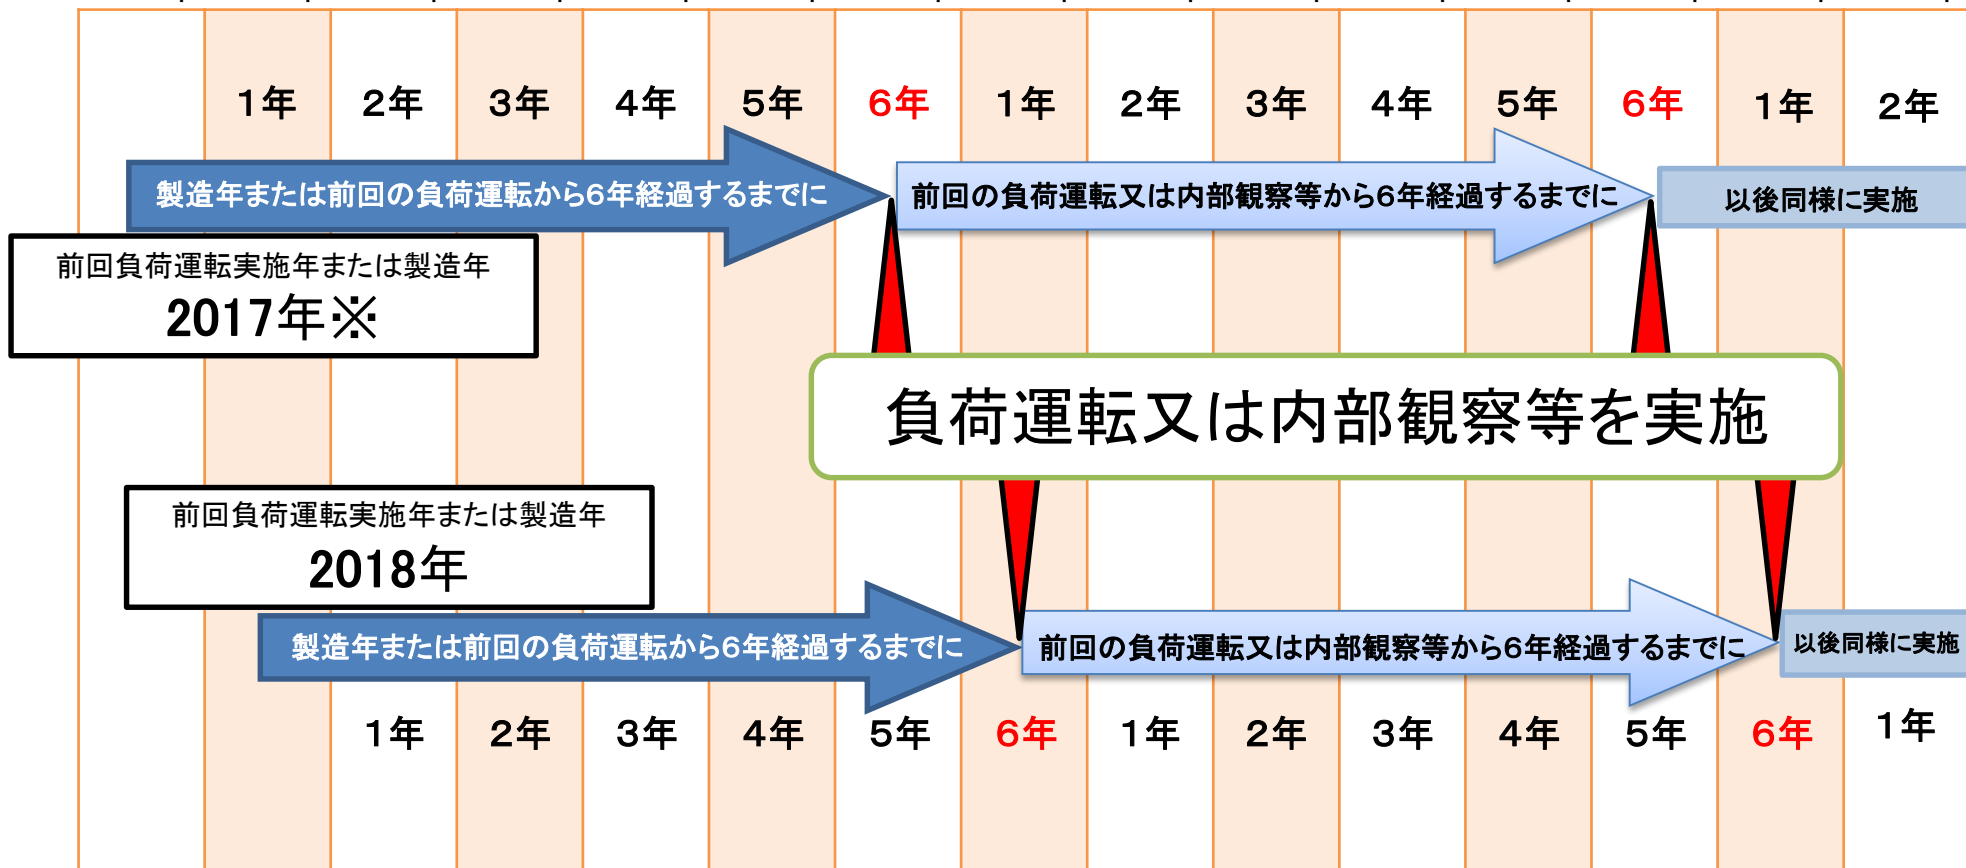 1年 2年 3年 4年 5年 6年 1年 2年 3年 4年 5年 6年 1年 2年
製造年または前回の負荷運転から6年経過するまでに
前回の負荷運転又は内部観察等から6年経過するまでに
以後同様に実施
前回負荷運転実施年または製造年
2017年※
負荷運転又は内部観察等を実施
前回負荷運転実施年または製造年
2018年
製造年または前回の負荷運転から6年経過するまでに
前回の負荷運転又は内部観察等から6年経過するまでに
以後同様に実施
1年 2年 3年 4年 5年 6年 1年 2年 3年 4年 5年 6年 1年